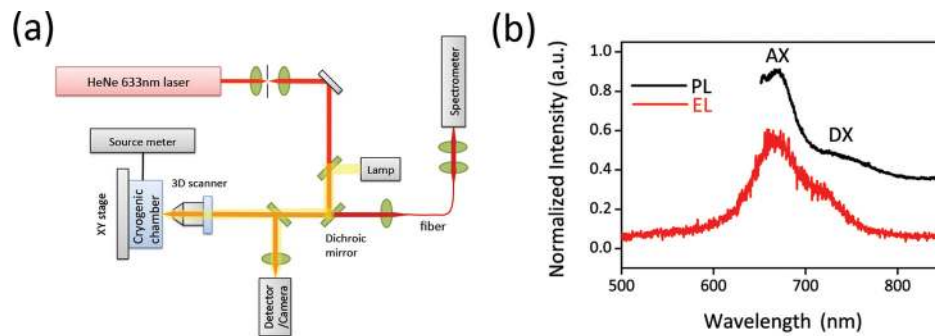 (a)
HeNe 633nm laser
Source meter
XY stage
Cryogenic
chamber
3D scanner
Lamp
Dichroic
mirror
Detector
/Camera
fiber
Spectrometer
(b)
Normalized Intensity (a.u.)
1.0
0.8
0.6
0.4
0.2
0.0
AX
PL
EL
DX
500
600
700
800
Wavelength (nm)